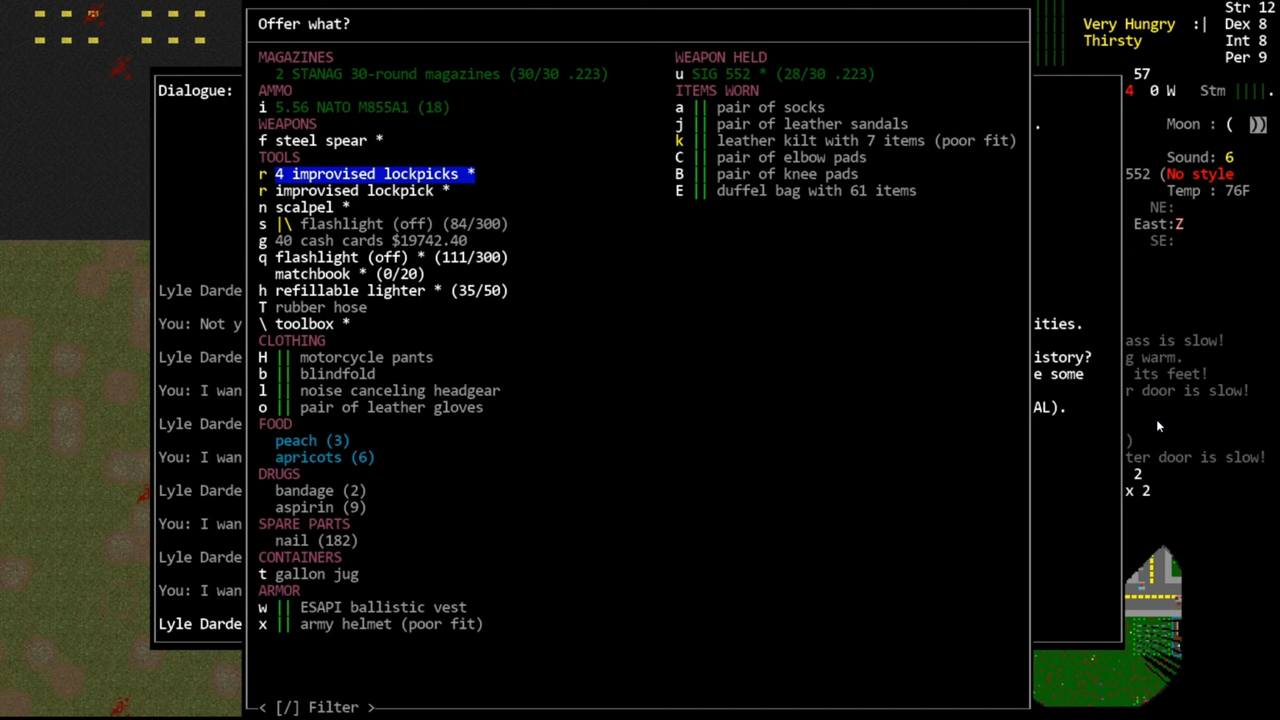 Offer what?
MAGAZINES
2 STANAG 30-round magazines (30/30 .223)
AMMO
i 5.56 NATO M855A1 (18)
WEAPONS
f steel spear *
TOOLS
r 4 improvised lockpicks *
r improvised lockpick *
n scalpel *
s |\ flashlight (off) (84/300)
g 40 cash cards $19742.40
q flashlight (off) * (111/300)
matchbook * (0/20)
h refillable lighter * (35/50)
T rubber hose
\ toolbox *
CLOTHING
H || motorcycle pants
b || blindfold
l || noise canceling headgear
o || pair of leather gloves
FOOD
peach (3)
apricots (6)
DRUGS
bandage (2)
aspirin (9)
SPARE PARTS
nail (182)
CONTAINERS
t gallon jug
ARMOR
w || ESAPI ballistic vest
x || army helmet (poor fit)
< [/] Filter >
WEAPON HELD
u SIG 552 * (28/30 .223)
ITEMS WORN
a || pair of socks
j || pair of leather sandals
k || leather kilt with 7 items (poor fit)
C || pair of elbow pads
B || pair of knee pads
E || duffel bag with 61 items
Dialogue:
Lyle Darde
You: Not y
Lyle Darde
You: I wan
Lyle Darde
You: I wan
Lyle Darde
You: I wan
Lyle Darde
You: I wan
Lyle Darde
.
ities.
istory?
e some
AL).
Str 12
Very Hungry :| Dex 8
Thirsty Int 8
Per 9
57
4 0 W Stm ||||.
Moon : ( ))
Sound: 6
552 (No style
Temp : 76F
NE:
East:Z
SE:
ass is slow!
g warm.
its feet!
r door is slow!
)
ter door is slow!
2
x 2